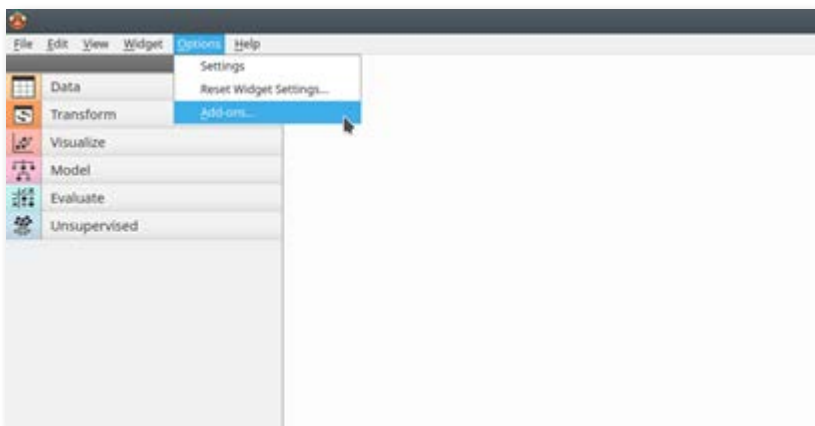 File Edit View Widget Options Help
Settings
Reset Widget Settings...
Add-ons...
Data
Transform
Visualize
Model
Evaluate
Unsupervised